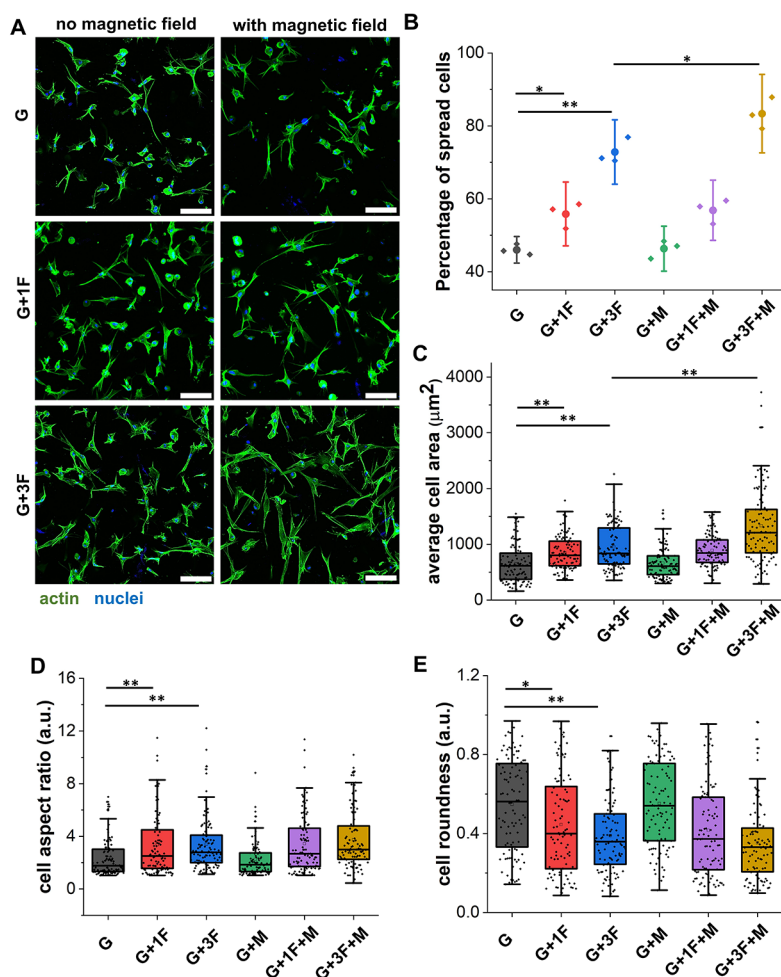 A
no magnetic field
with magnetic field
G
G+1F
G+3F
actin nuclei
B
Percentage of spread cells
100
80
60
40
*
**
*
G
G+1F
G+3F
G+M
G+1F+M
G+3F+M
C
average cell area (μm²)
4000
3000
2000
1000
0
**
**
**
G
G+1F
G+3F
G+M
G+1F+M
G+3F+M
D
cell aspect ratio (a.u.)
16
12
8
4
0
**
**
G
G+1F
G+3F
G+M
G+1F+M
G+3F+M
E
cell roundness (a.u.)
1.2
0.8
0.4
0.0
*
**
G
G+1F
G+3F
G+M
G+1F+M
G+3F+M